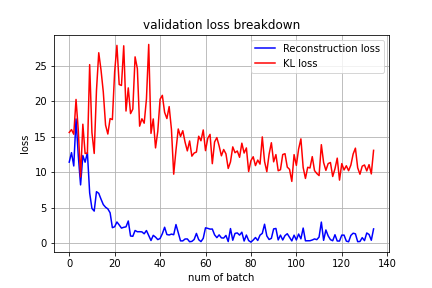 validation loss breakdown
Reconstruction loss
KL loss
loss
25
20
15
10
5
0
0 20 40 60 80 100 120 140
num of batch